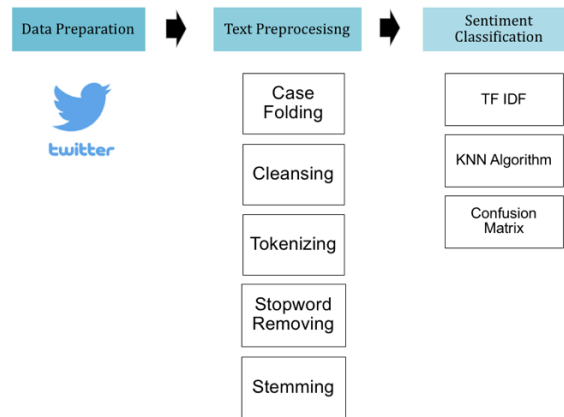 Data Preparation
Text Preprocesisng
Sentiment
Classification
twitter
Case
Folding
Cleansing
Tokenizing
Stopword
Removing
Stemming
TF IDF
KNN Algorithm
Confusion
Matrix